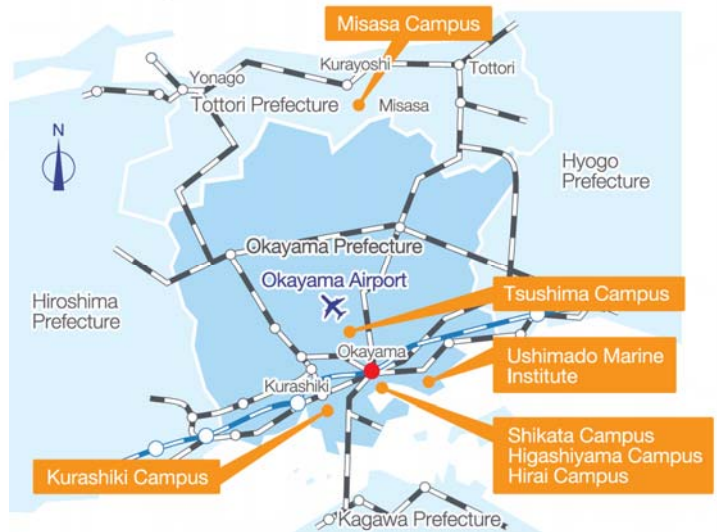 Misasa Campus
Kurayoshi
Tottori
Yonago
Tottori Prefecture
Misasa
N
Hyogo
Prefecture
Okayama Prefecture
Okayama Airport
Tsushima Campus
Hiroshima
Prefecture
Okayama
Ushimado Marine
Institute
Kurashiki
Shikata Campus
Higashiyama Campus
Hirai Campus
Kurashiki Campus
Kagawa Prefecture